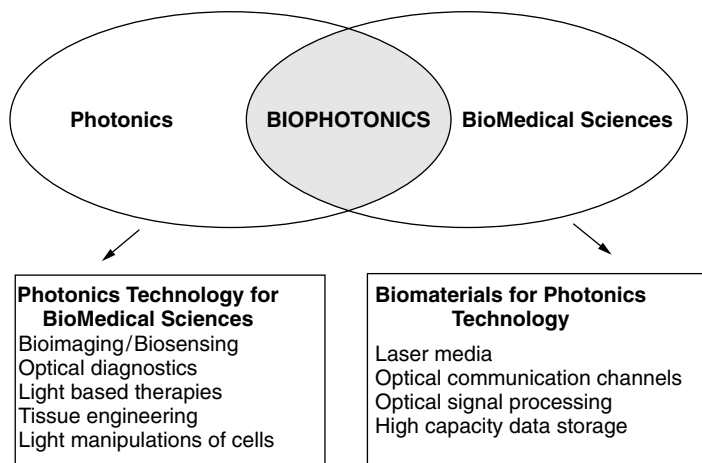 Photonics
BIOPHOTONICS
BioMedical Sciences
Photonics Technology for
BioMedical Sciences
Bioimaging/Biosensing
Optical diagnostics
Light based therapies
Tissue engineering
Light manipulations of cells
Biomaterials for Photonics
Technology
Laser media
Optical communication channels
Optical signal processing
High capacity data storage